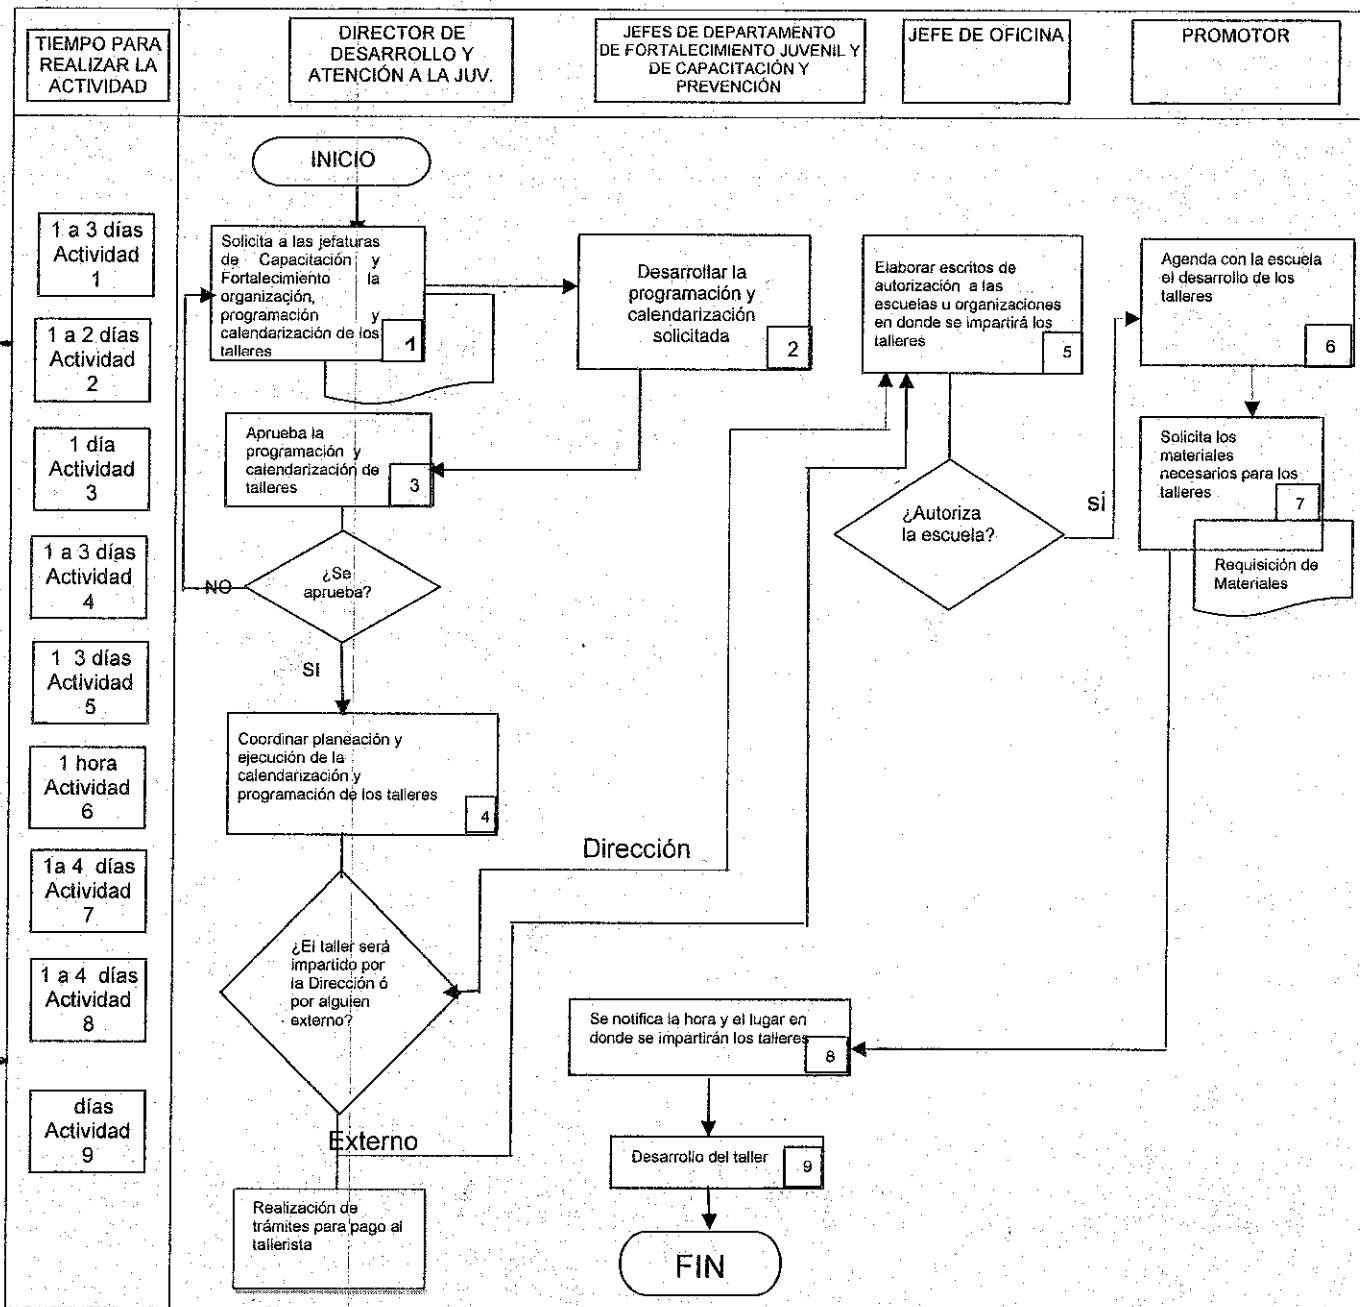 TIEMPO PARA
REALIZAR LA
ACTIVIDAD
DIRECTOR DE
DESARROLLO Y
ATENCIÓN A LA JUV.
JEFES DE DEPARTAMENTO
DE FORTALECIMIENTO JUVENIL Y
DE CAPACITACIÓN Y
PREVENCIÓN
JEFE DE OFICINA
PROMOTOR
INICIO
1 a 3 días
Actividad
1
1 a 2 días
Actividad
2
1 día
Actividad
3
1 a 3 días
Actividad
4
1 3 días
Actividad
5
1 hora
Actividad
6
1a 4 días
Actividad
7
1 a 4 días
Actividad
8
días
Actividad
9
Solicita a las jefaturas
de Capacitación y
Fortalecimiento la
organización,
programación y
calendarización de los
talleres
1
Desarrollar la
programación y
calendarización
solicitada
2
Aprueba la
programación y
calendarización de
talleres
3
¿Se
aprueba?
NO
SI
Coordinar planeación y
ejecución de la
calendarización y
programación de los talleres
4
Dirección
¿El taller será
impartido por
la Dirección ó
por alguien
externo?
Externo
Realización de
trámites para pago al
tallerista
Elaborar escritos de
autorización a las
escuelas u organizaciones
en donde se impartirá los
talleres
5
¿Autoriza
la escuela?
SI
Agenda con la escuela
el desarrollo de los
talleres
6
Solicita los
materiales
necesarios para los
talleres
7
Requisición de
Materiales
Se notifica la hora y el lugar en
donde se impartirán los talleres
8
Desarrollo del taller
9
FIN